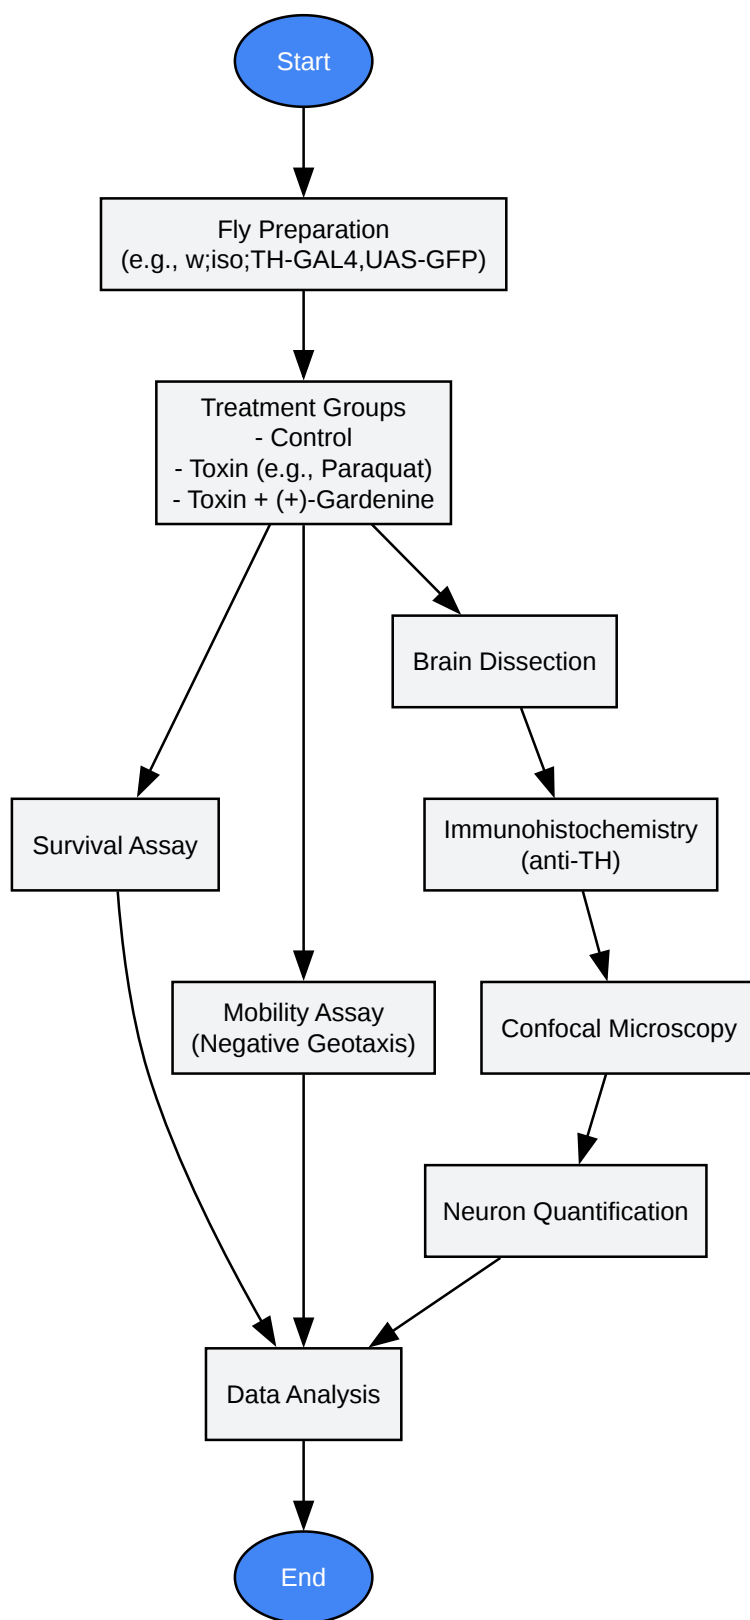 Start
Fly Preparation
(e.g., w;iso;TH-GAL4,UAS-GFP)
Treatment Groups
- Control
- Toxin (e.g., Paraquat)
- Toxin + (+)-Gardenine
Brain Dissection
Survival Assay
Immunohistochemistry
(anti-TH)
Mobility Assay
(Negative Geotaxis)
Confocal Microscopy
Neuron Quantification
Data Analysis
End